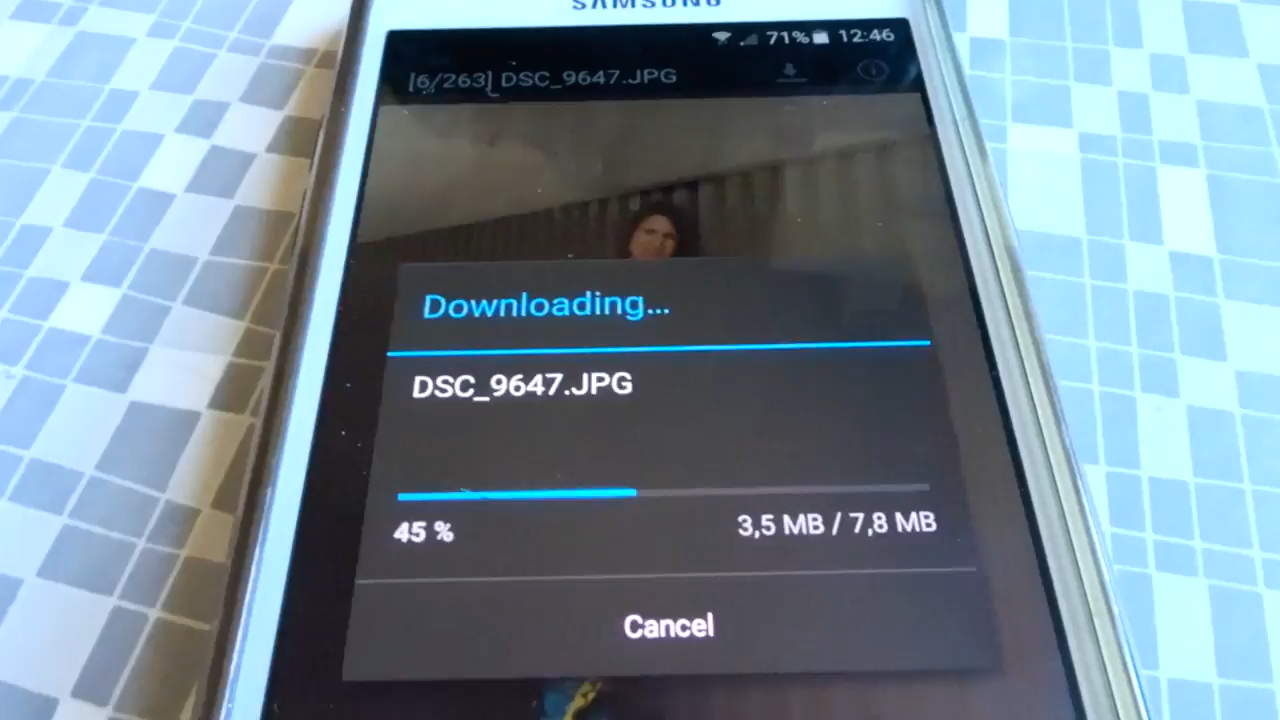 SAMSUNG
71% 12:46
[6/263] DSC_9647.JPG
Downloading...
DSC_9647.JPG
45 %
3,5 MB / 7,8 MB
Cancel